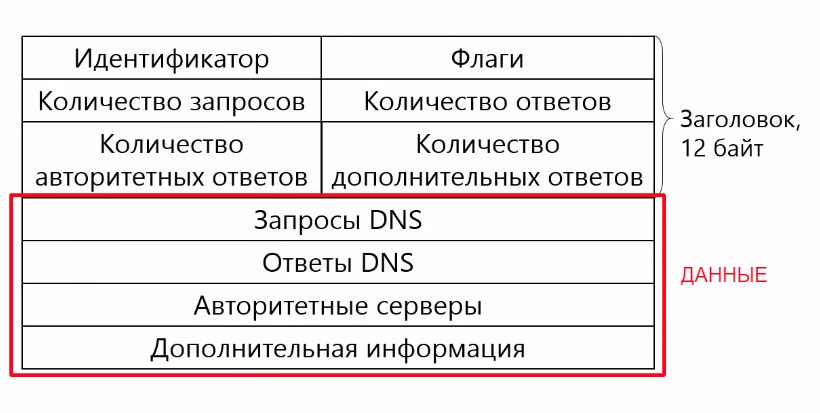 Идентификатор Флаги
Количество запросов Количество ответов
Количество Количество
авторитетных ответов дополнительных ответов
Заголовок,
12 байт
Запросы DNS
Ответы DNS
Авторитетные серверы
Дополнительная информация
ДАННЫЕ